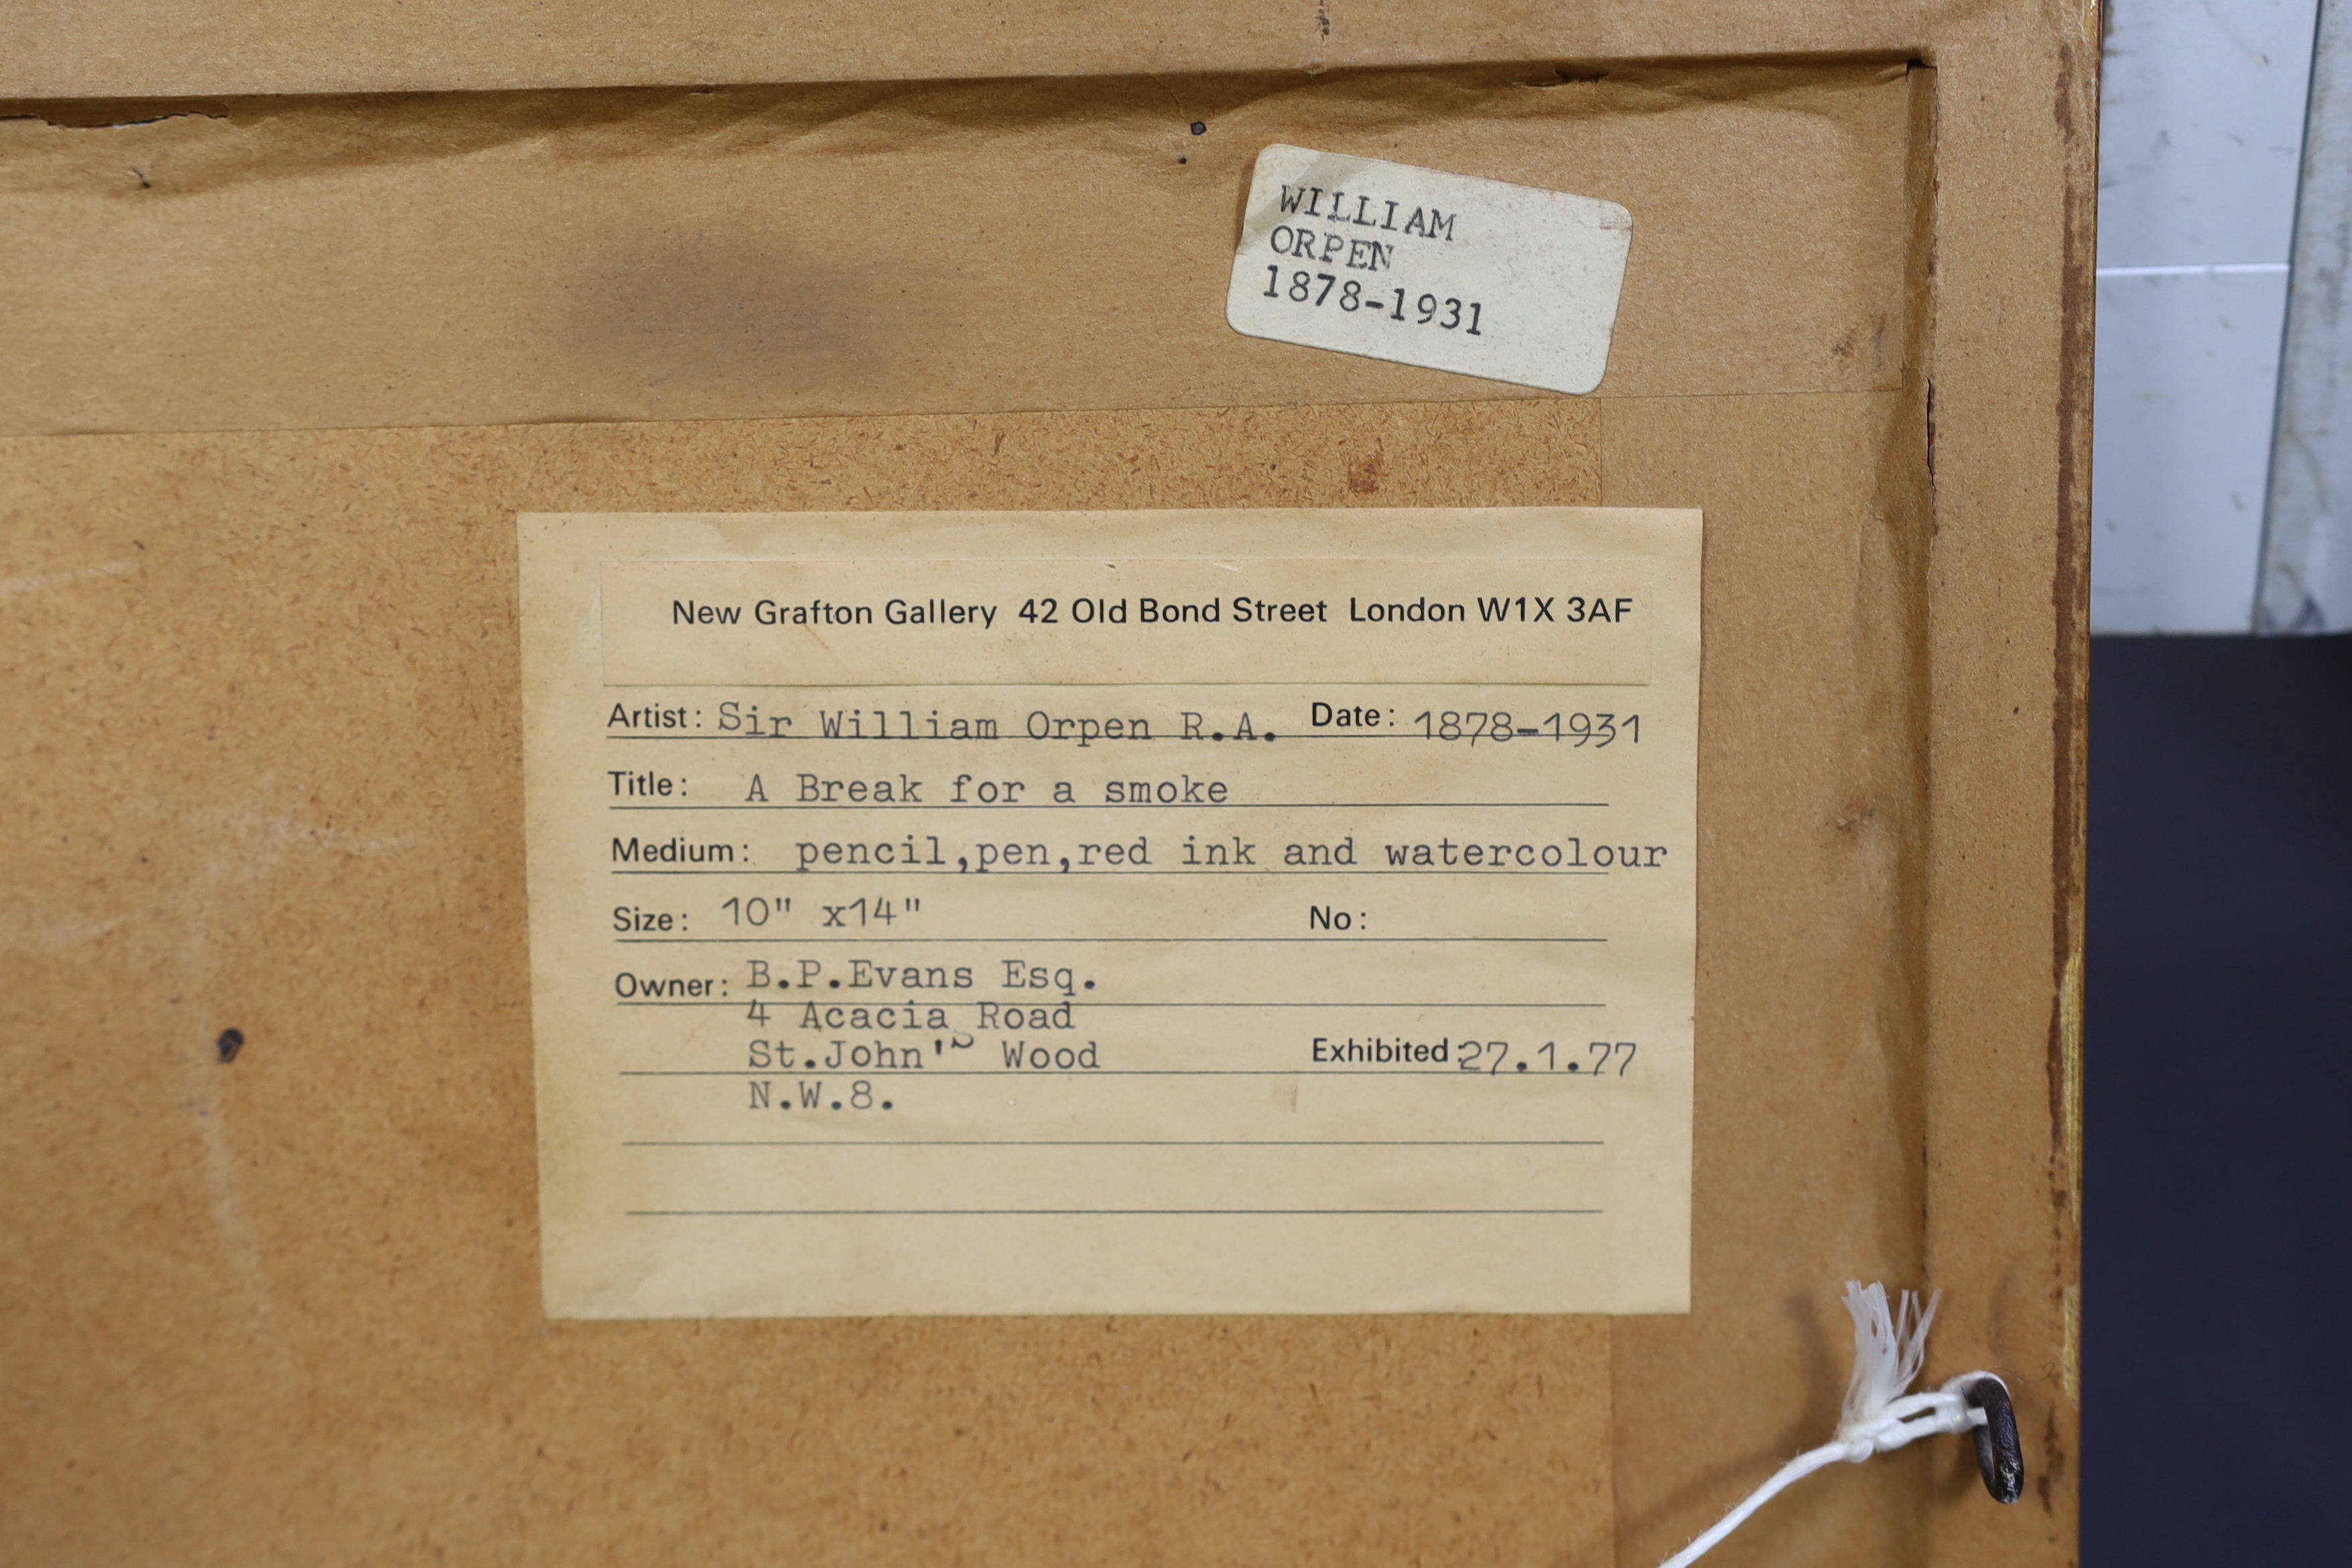 WILLIAM
ORPEN
1878-1931
New Grafton Gallery 42 Old Bond Street London W1X 3AF
Artist: Sir William Orpen R.A. Date: 1878-1931
Title: A Break for a smoke
Medium: pencil,pen,red ink and watercolour
Size: 10" x14" No:
Owner: B.P.Evans Esq.
4 Acacia Road
St.John's Wood Exhibited: 27.1.77
N.W.8.